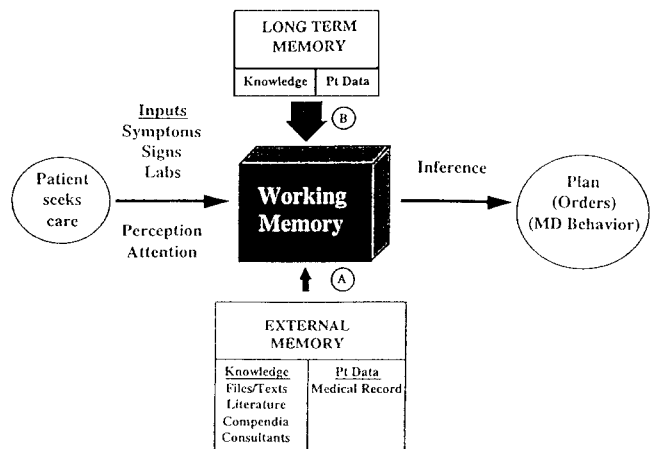 LONG TERM
MEMORY
Knowledge
Pt Data
B
Inputs
Symptoms
Signs
Labs
Patient
seeks
care
Perception
Attention
Working
Memory
Inference
Plan
(Orders)
(MD Behavior)
A
EXTERNAL
MEMORY
Knowledge
Files/Texts
Literature
Compendia
Consultants
Pt Data
Medical Record